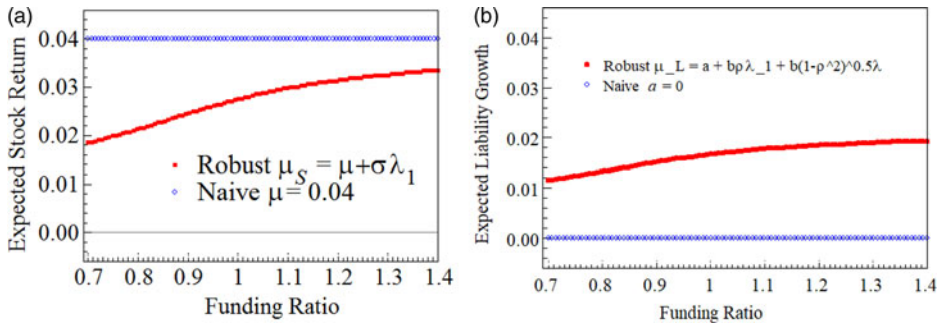 (a)
Expected Stock Return
0.04
0.03
0.02
0.01
0.00
Robust μ_S = μ+σλ_1
Naive μ= 0.04
0.7 0.8 0.9 1 1.1 1.2 1.3 1.4
Funding Ratio
(b)
Expected Liability Growth
0.04
0.03
0.02
0.01
0.00
Robust μ_L = a + bρλ_1 + b(1-ρ^2)^0.5λ
Naive a = 0
0.7 0.8 0.9 1 1.1 1.2 1.3 1.4
Funding Ratio